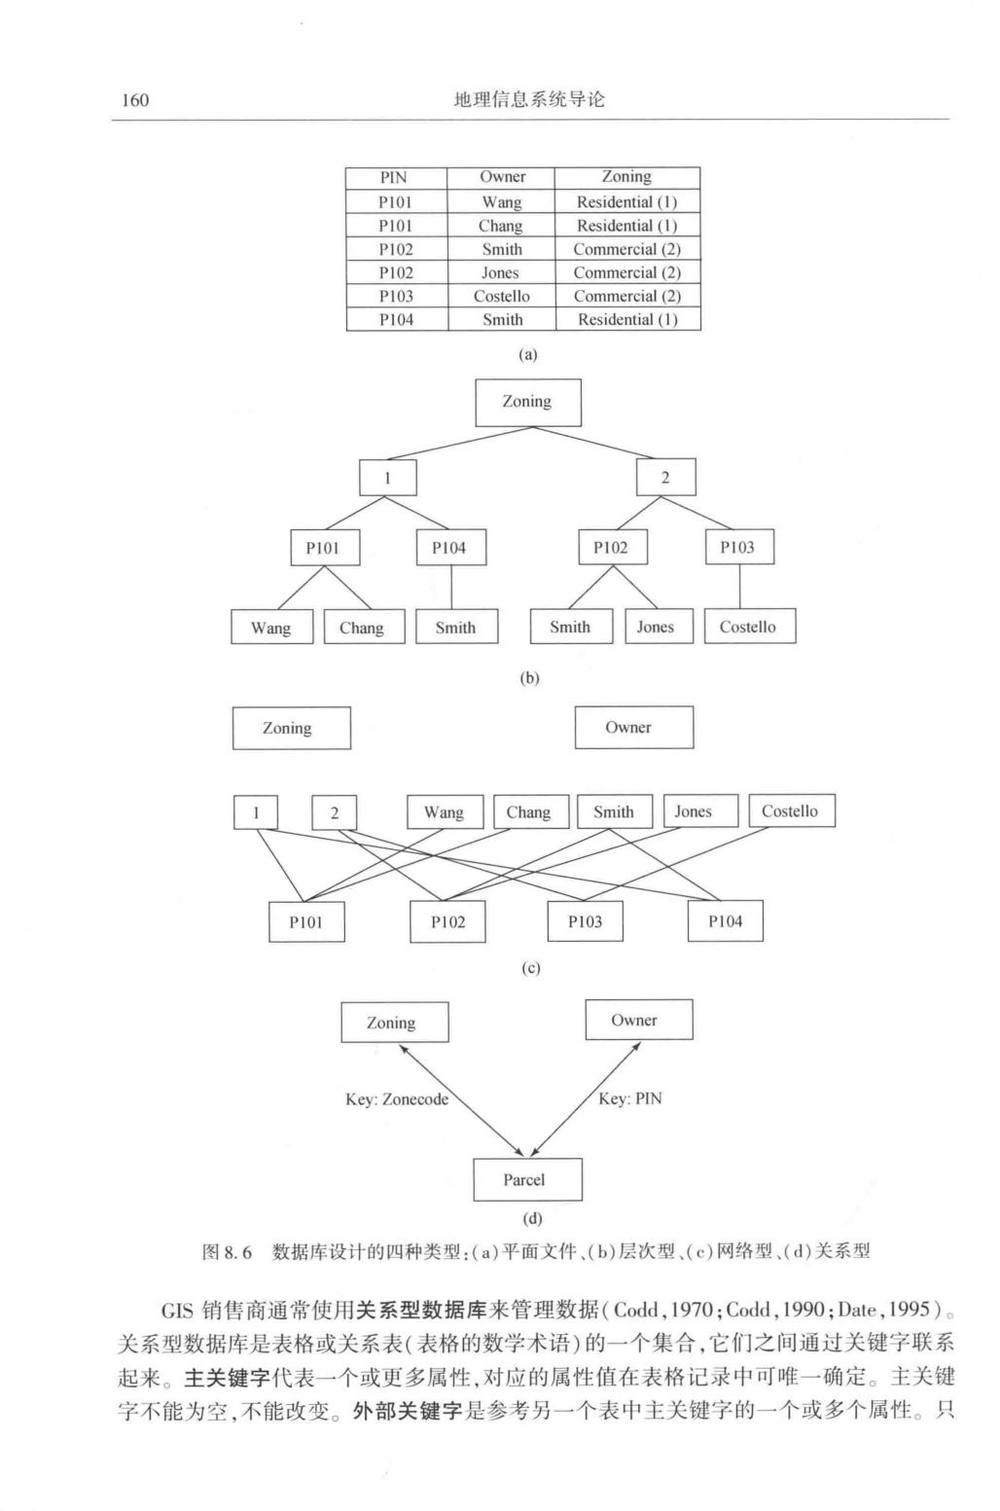 160
地理信息系统导论
PIN Owner Zoning
P101 Wang Residential (1)
P101 Chang Residential (1)
P102 Smith Commercial (2)
P102 Jones Commercial (2)
P103 Costello Commercial (2)
P104 Smith Residential (1)
(a)
Zoning
1 2
P101 P104 P102 P103
Wang Chang Smith Smith Jones Costello
(b)
Zoning Owner
1 2 Wang Chang Smith Jones Costello
P101 P102 P103 P104
(c)
Zoning Owner
Key: Zonecode Key: PIN
Parcel
(d)
图 8.6 数据库设计的四种类型:(a)平面文件、(b)层次型、(c)网络型、(d)关系型
GIS 销售商通常使用关系型数据库来管理数据(Codd,1970;Codd,1990;Date,1995)。
关系型数据库是表格或关系表(表格的数学术语)的一个集合,它们之间通过关键字联系
起来。主关键字代表一个或更多属性,对应的属性值在表格记录中可唯一确定。主关键
字不能为空,不能改变。外部关键字是参考另一个表中主关键字的一个或多个属性。只